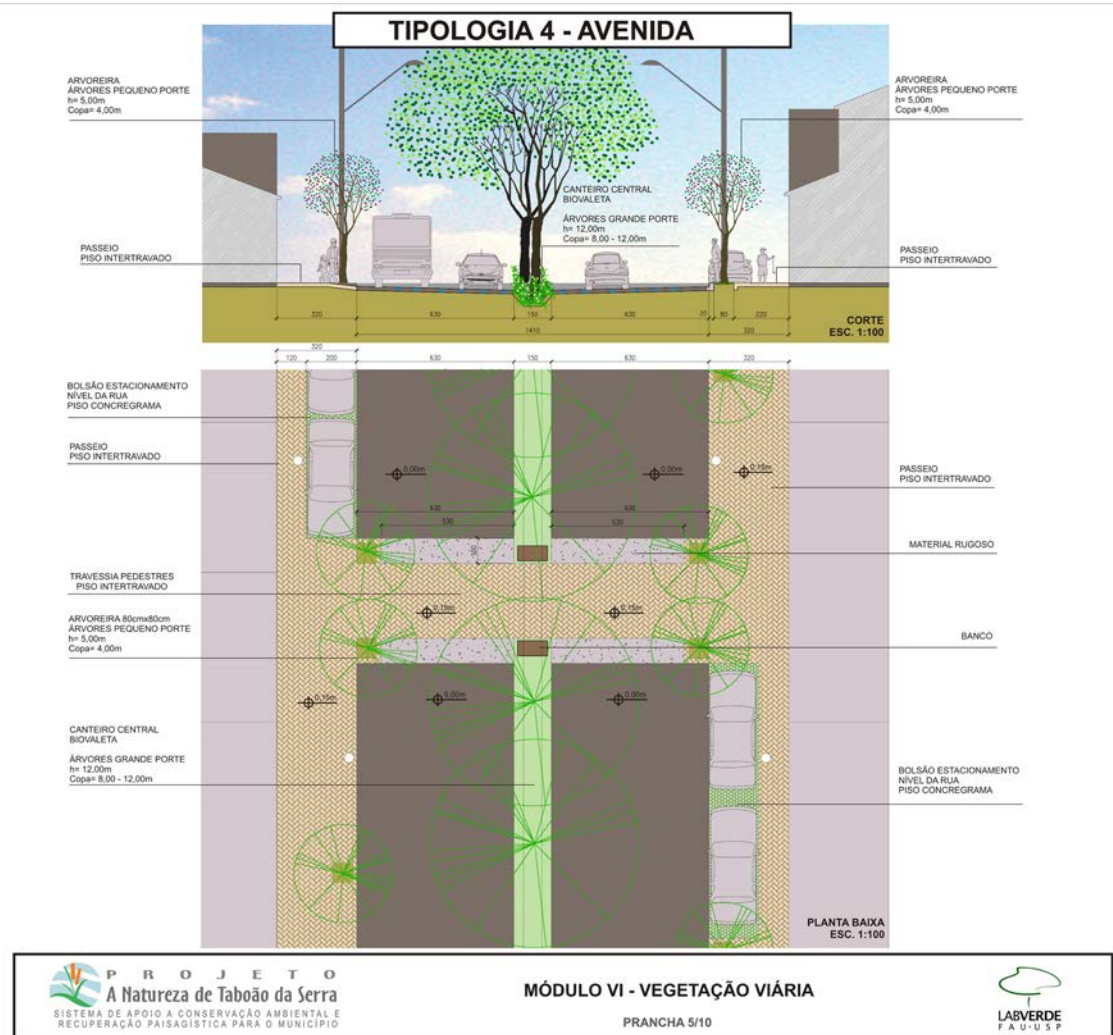 TIPOLOGIA 4 - AVENIDA
ARVOREIRA
ÁRVORES PEQUENO PORTE
h= 5,00m
Copa= 4,00m
ARVOREIRA
ÁRVORES PEQUENO PORTE
h= 5,00m
Copa= 4,00m
CANTEIRO CENTRAL
BIOVALETA
ÁRVORES GRANDE PORTE
h= 12,00m
Copa= 8,00 - 12,00m
PASSEIO
PISO INTERTRAVADO
PASSEIO
PISO INTERTRAVADO
320 630 150 630 20 80 220
1410 320
CORTE
ESC. 1:100
320
120 200 630 150 630 320
BOLSÃO ESTACIONAMENTO
NÍVEL DA RUA
PISO CONCREGRAMA
PASSEIO
PISO INTERTRAVADO
0,00m 0,00m 0,15m
PASSEIO
PISO INTERTRAVADO
630 630
530 530
100
MATERIAL RUGOSO
TRAVESSIA PEDESTRES
PISO INTERTRAVADO
0,15m 0,15m
ARVOREIRA 80cmx80cm
ÁRVORES PEQUENO PORTE
h= 5,00m
Copa= 4,00m
BANCO
0,15m 0,00m 0,00m
CANTEIRO CENTRAL
BIOVALETA
ÁRVORES GRANDE PORTE
h= 12,00m
Copa= 8,00 - 12,00m
BOLSÃO ESTACIONAMENTO
NÍVEL DA RUA
PISO CONCREGRAMA
PLANTA BAIXA
ESC. 1:100
PROJETO
A Natureza de Taboão da Serra
SISTEMA DE APOIO A CONSERVAÇÃO AMBIENTAL E
RECUPERAÇÃO PAISAGÍSTICA PARA O MUNICÍPIO
MÓDULO VI - VEGETAÇÃO VIÁRIA
PRANCHA 5/10
LABVERDE
FAU·USP